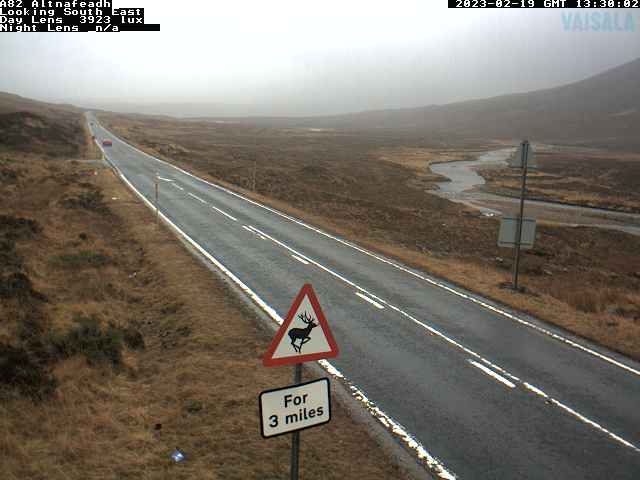 A82 Altnafeadh
Looking South East
Day Lens 3923 lux
Night Lens n/a
2023-02-19 GMT 13:30:02
VAISALA
For
3 miles